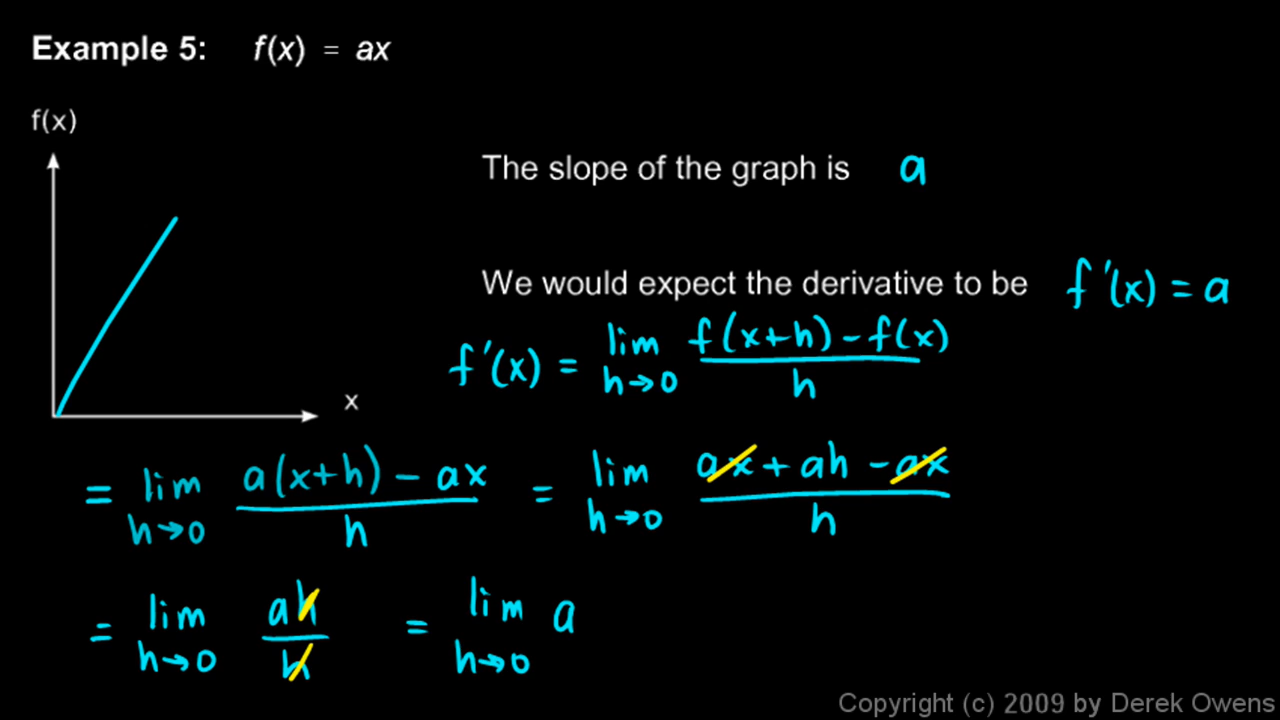 Example 5: f(x) = ax
f(x)
The slope of the graph is a
We would expect the derivative to be f'(x) = a
f'(x) = lim h→0 f(x+h) - f(x) / h
x
= lim h→0 a(x+h) - ax / h = lim h→0 ax + ah - ax / h
= lim h→0 ah / h = lim h→0 a
Copyright (c) 2009 by Derek Owens